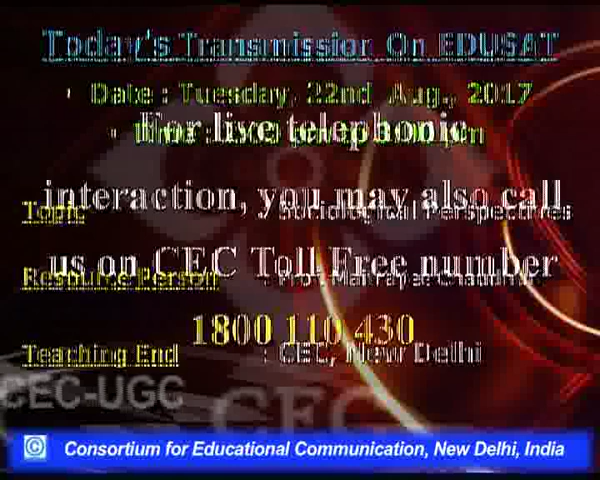 Today's Transmission On EDUSAT
Date : Tuesday, 22nd Aug., 2017
For live telephonic
interaction, you may also call
Topic : Sociological Perspectives
us on CEC Toll Free number
Resource Person :
1800 110 430
Teaching End : CEC, New Delhi
CEC-UGC
CEC
© Consortium for Educational Communication, New Delhi, India